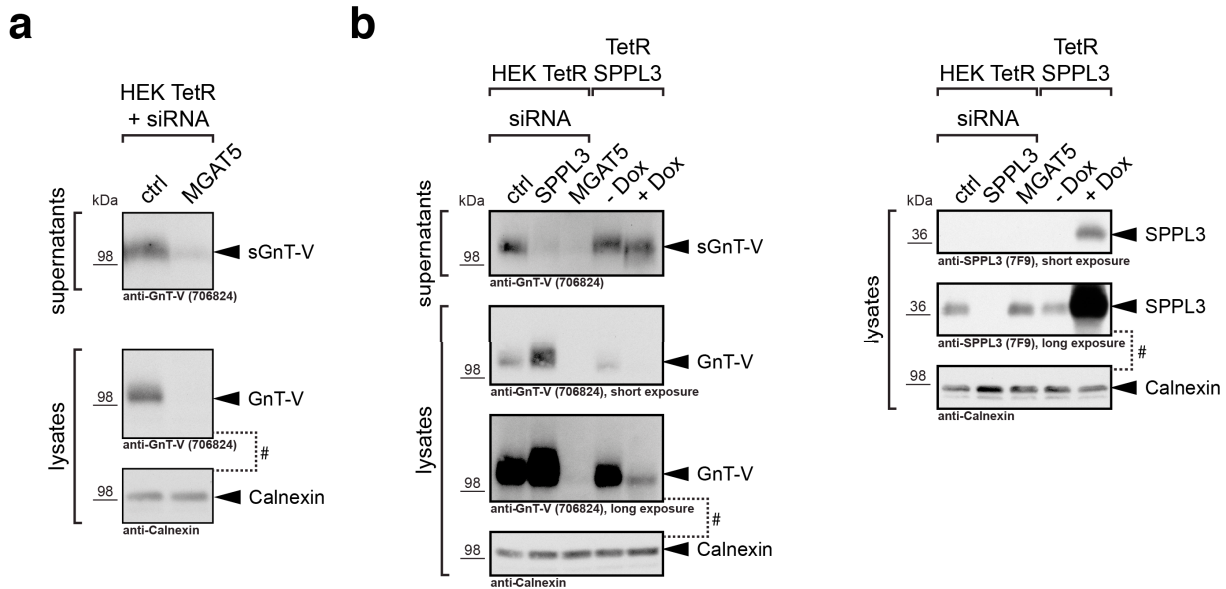 a
HEK TetR
+ siRNA
ctrl
MGAT5
kDa
supernatants
98
sGnT-V
anti-GnT-V (706824)
lysates
98
GnT-V
anti-GnT-V (706824)
#
98
Calnexin
anti-Calnexin
b
TetR
HEK TetR SPPL3
siRNA
ctrl
SPPL3
MGAT5
- Dox
+ Dox
kDa
supernatants
98
sGnT-V
anti-GnT-V (706824)
lysates
98
GnT-V
anti-GnT-V (706824), short exposure
98
GnT-V
anti-GnT-V (706824), long exposure
#
98
Calnexin
anti-Calnexin
TetR
HEK TetR SPPL3
siRNA
ctrl
SPPL3
MGAT5
- Dox
+ Dox
kDa
lysates
36
SPPL3
anti-SPPL3 (7F9), short exposure
36
SPPL3
anti-SPPL3 (7F9), long exposure
#
98
Calnexin
anti-Calnexin